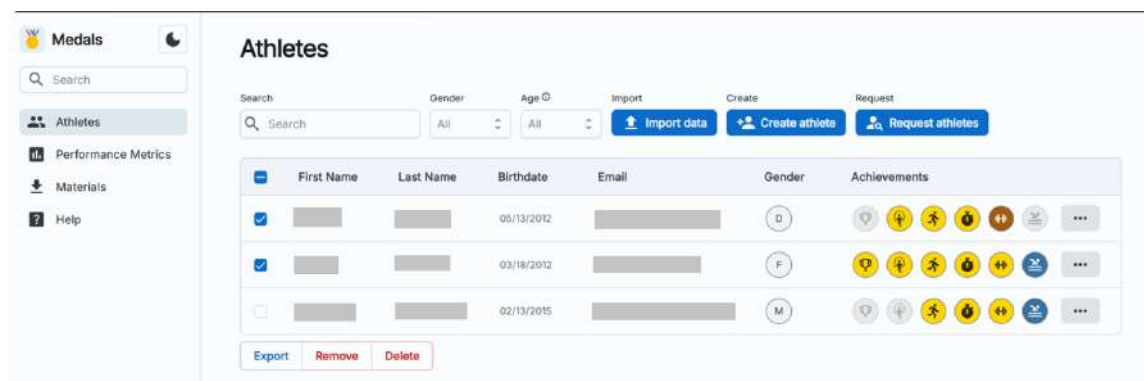 Medals
Search
Athletes
Performance Metrics
Materials
Help
Athletes
Search Gender Age Import Create Request
Search All All Import data Create athlete Request athletes
First Name Last Name Birthdate Email Gender Achievements
05/13/2012 D
03/18/2012 F
02/13/2015 M
Export Remove Delete